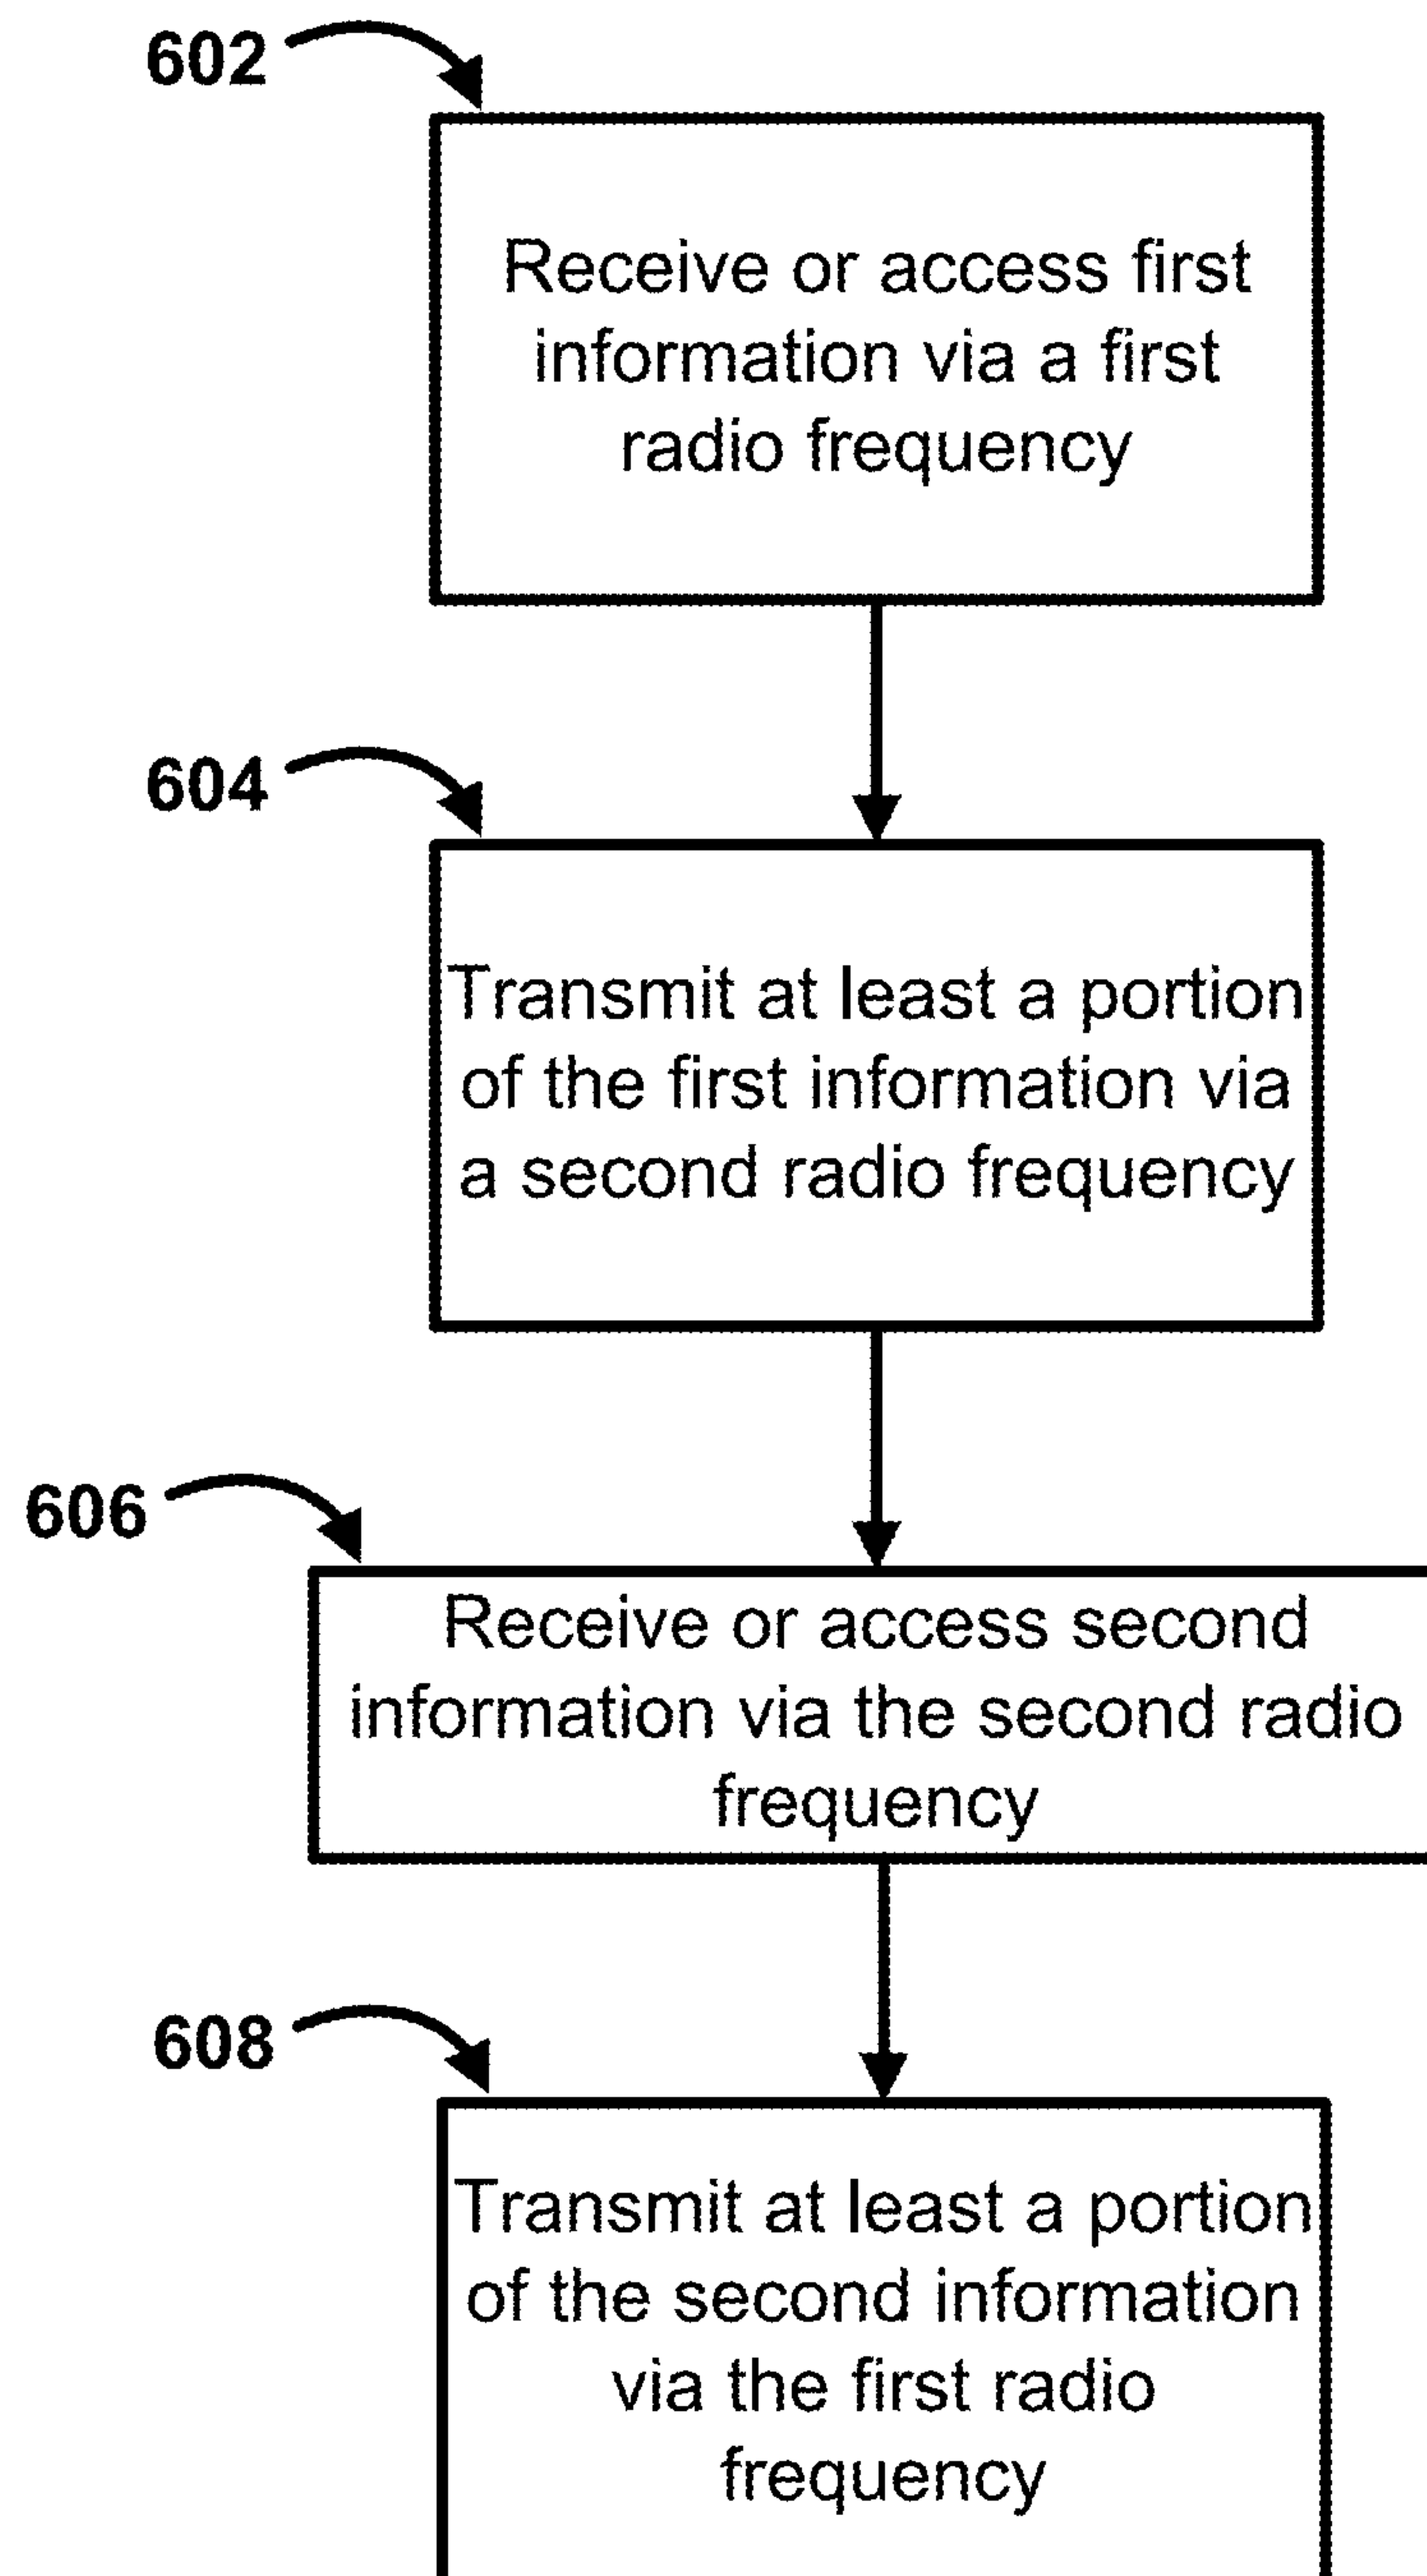 602
Receive or access first
information via a first
radio frequency
604
Transmit at least a portion
of the first information via
a second radio frequency
606
Receive or access second
information via the second radio
frequency
608
Transmit at least a portion
of the second information
via the first radio
frequency